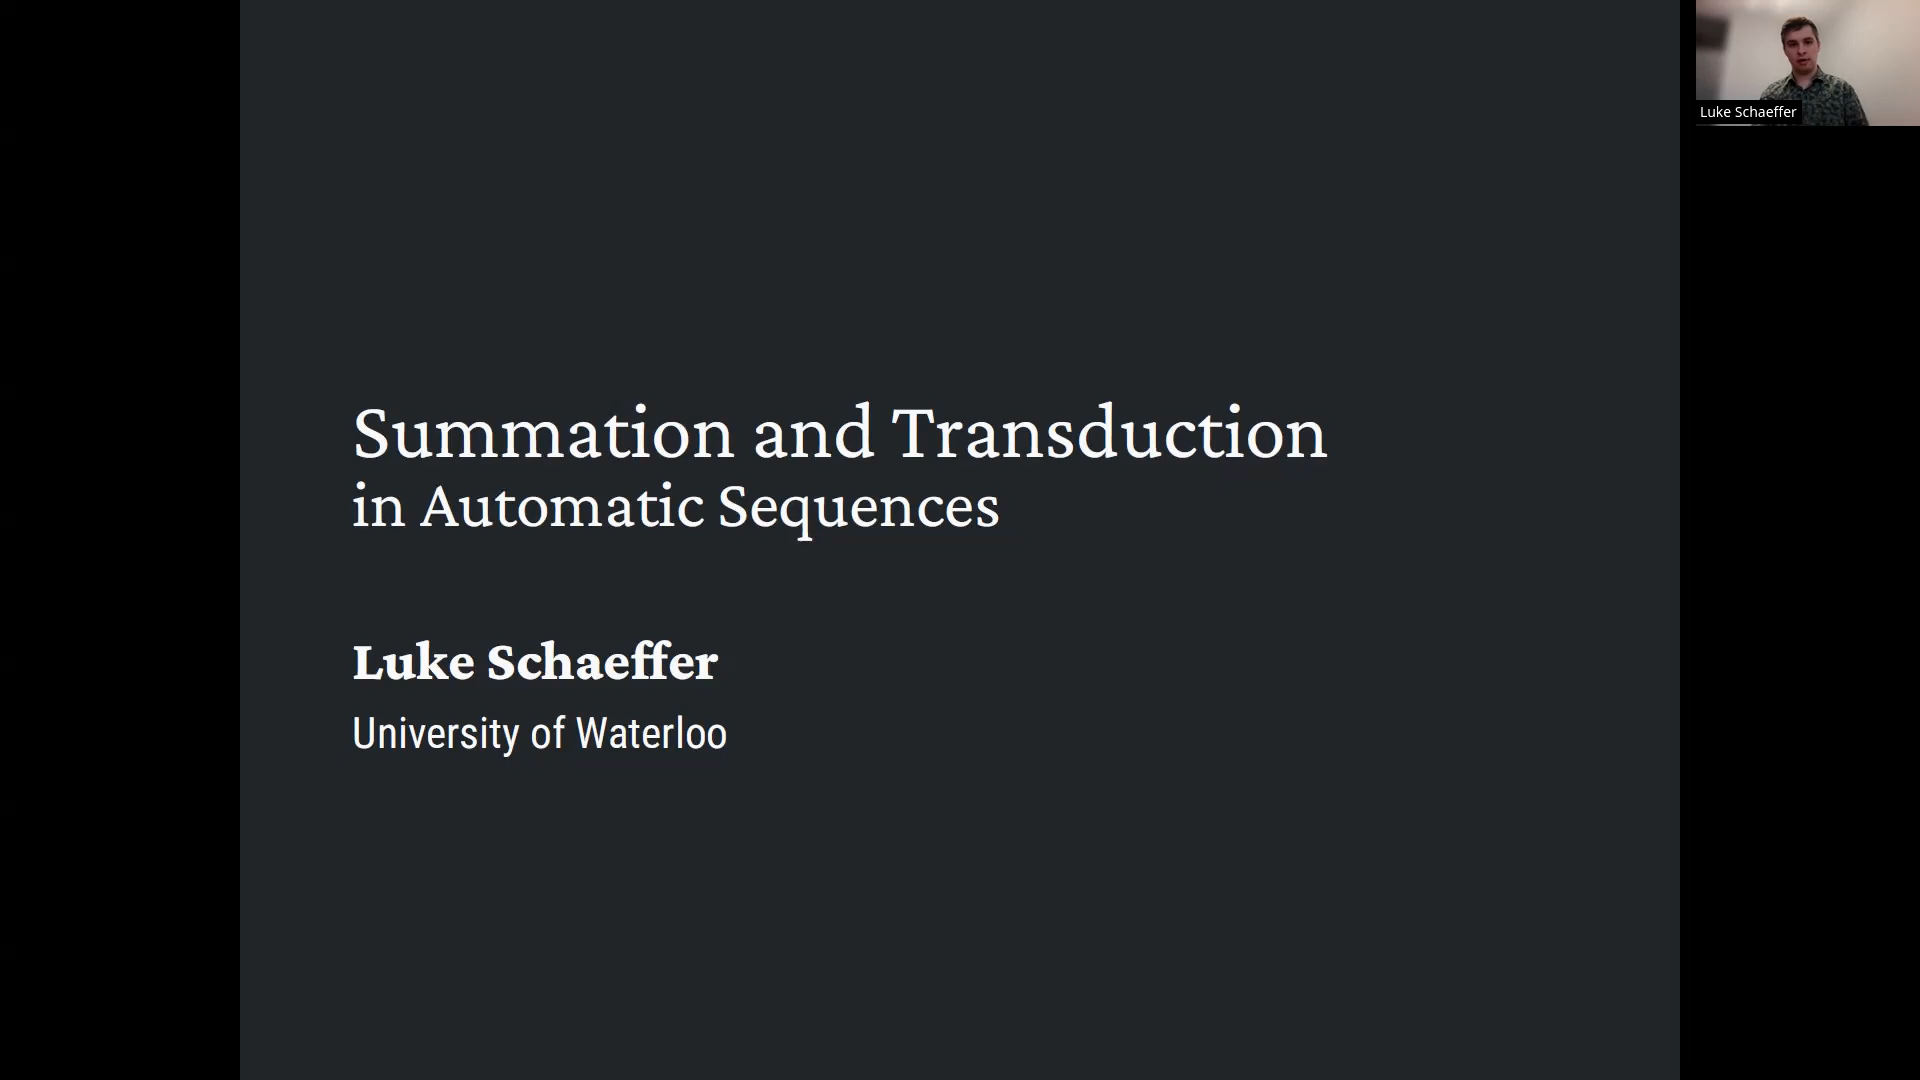 Summation and Transduction
in Automatic Sequences
Luke Schaeffer
University of Waterloo
Luke Schaeffer